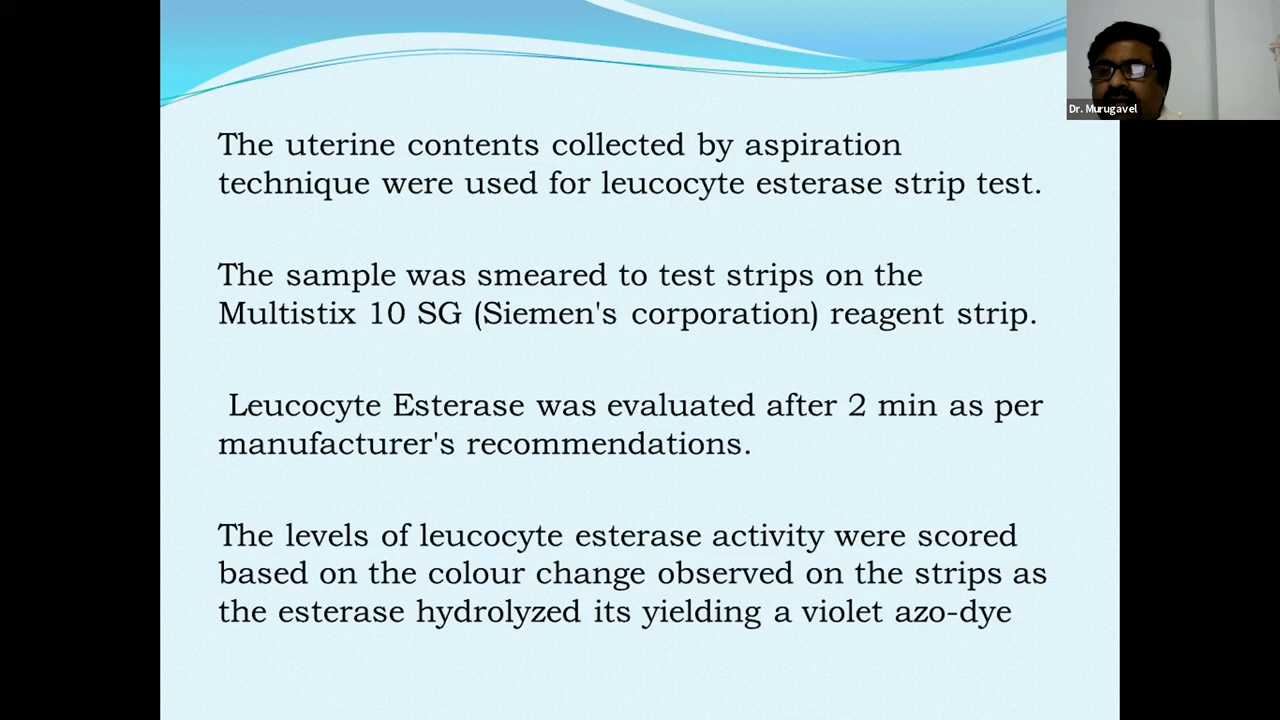 Dr. Murugavel
The uterine contents collected by aspiration
technique were used for leucocyte esterase strip test.
The sample was smeared to test strips on the
Multistix 10 SG (Siemen's corporation) reagent strip.
Leucocyte Esterase was evaluated after 2 min as per
manufacturer's recommendations.
The levels of leucocyte esterase activity were scored
based on the colour change observed on the strips as
the esterase hydrolyzed its yielding a violet azo-dye